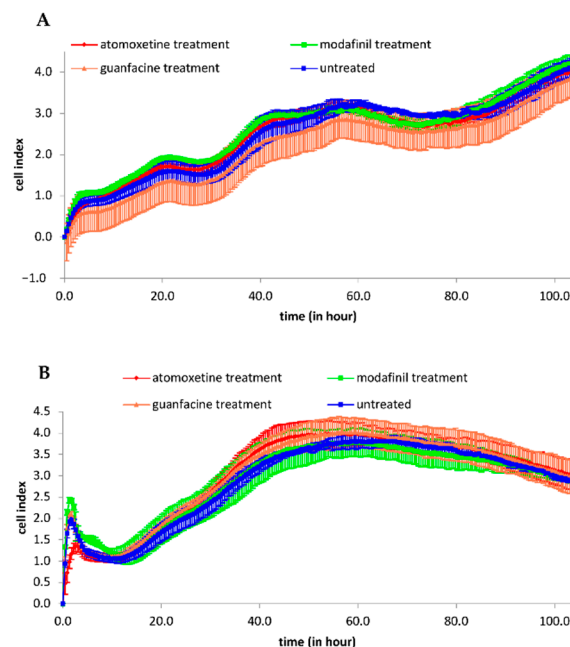 A
atomoxetine treatment modafinil treatment
guanfacine treatment untreated
4.0
3.0
2.0
1.0
0.0
−1.0
cell index
0.0 20.0 40.0 60.0 80.0 100.0
time (in hour)
B
atomoxetine treatment modafinil treatment
guanfacine treatment untreated
4.5
4.0
3.5
3.0
2.5
2.0
1.5
1.0
0.5
0.0
cell index
0.0 20.0 40.0 60.0 80.0 100.0
time (in hour)